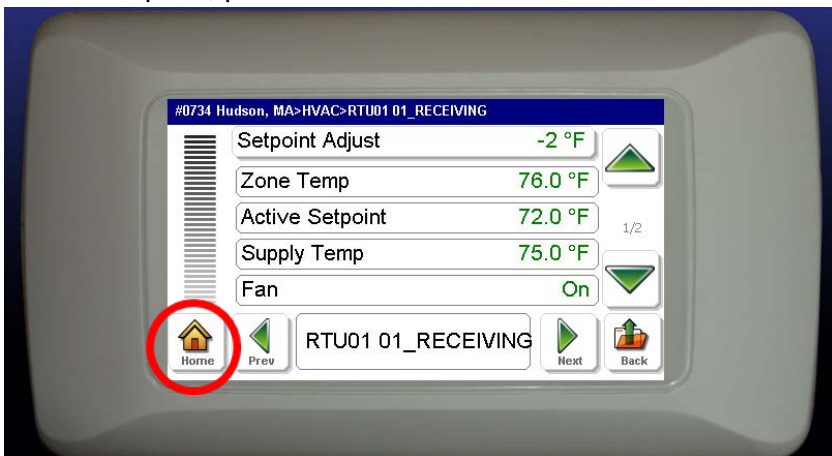 #0734 Hudson, MA>HVAC>RTU01 01_RECEIVING
Setpoint Adjust -2 °F
Zone Temp 76.0 °F
Active Setpoint 72.0 °F
1/2
Supply Temp 75.0 °F
Fan On
Home Prev RTU01 01_RECEIVING Next Back